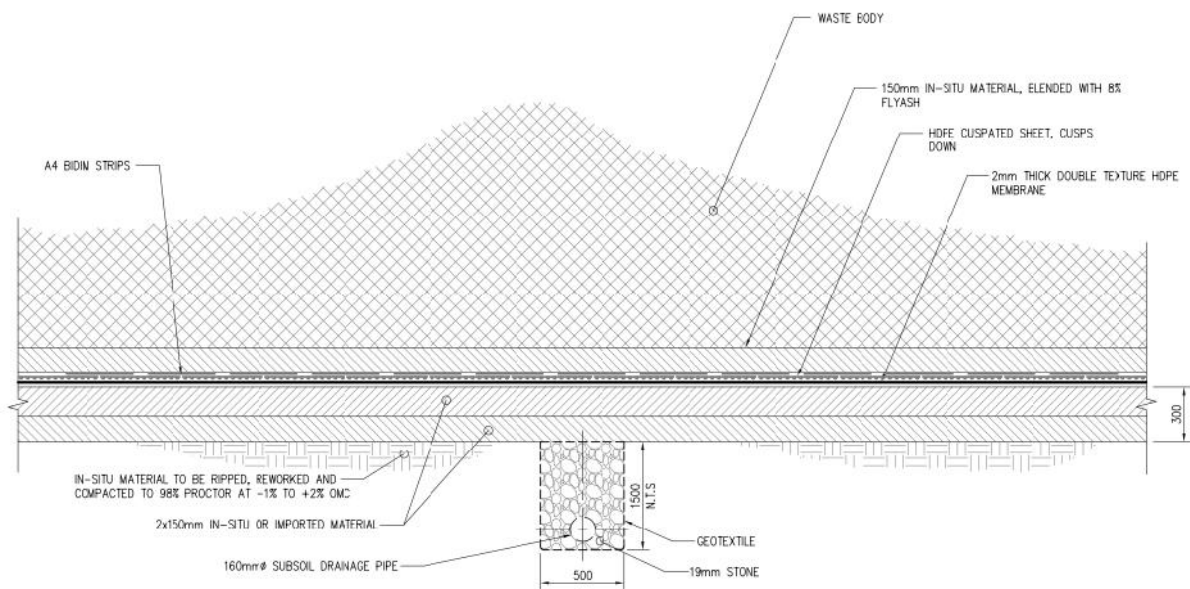 WASTE BODY
150mm IN-SITU MATERIAL, ELENDED WITH 8%
FLYASH
HDFE CUSPATED SHEET, CUSPS
DOWN
A4 BIDIM STRIPS
2mm THICK DOUBLE TEXTURE HDPE
MEMBRANE
300
IN-SITU MATERIAL TO BE RIPPED, REWORKED AND
COMPACTED TO 98% PROCTOR AT -1% TO +2% OMC
1500
N.T.S
2x150mm IN-SITU OR IMPORTED MATERIAL
GEOTEXTILE
160mmø SUBSOIL DRAINAGE PIPE
19mm STONE
500